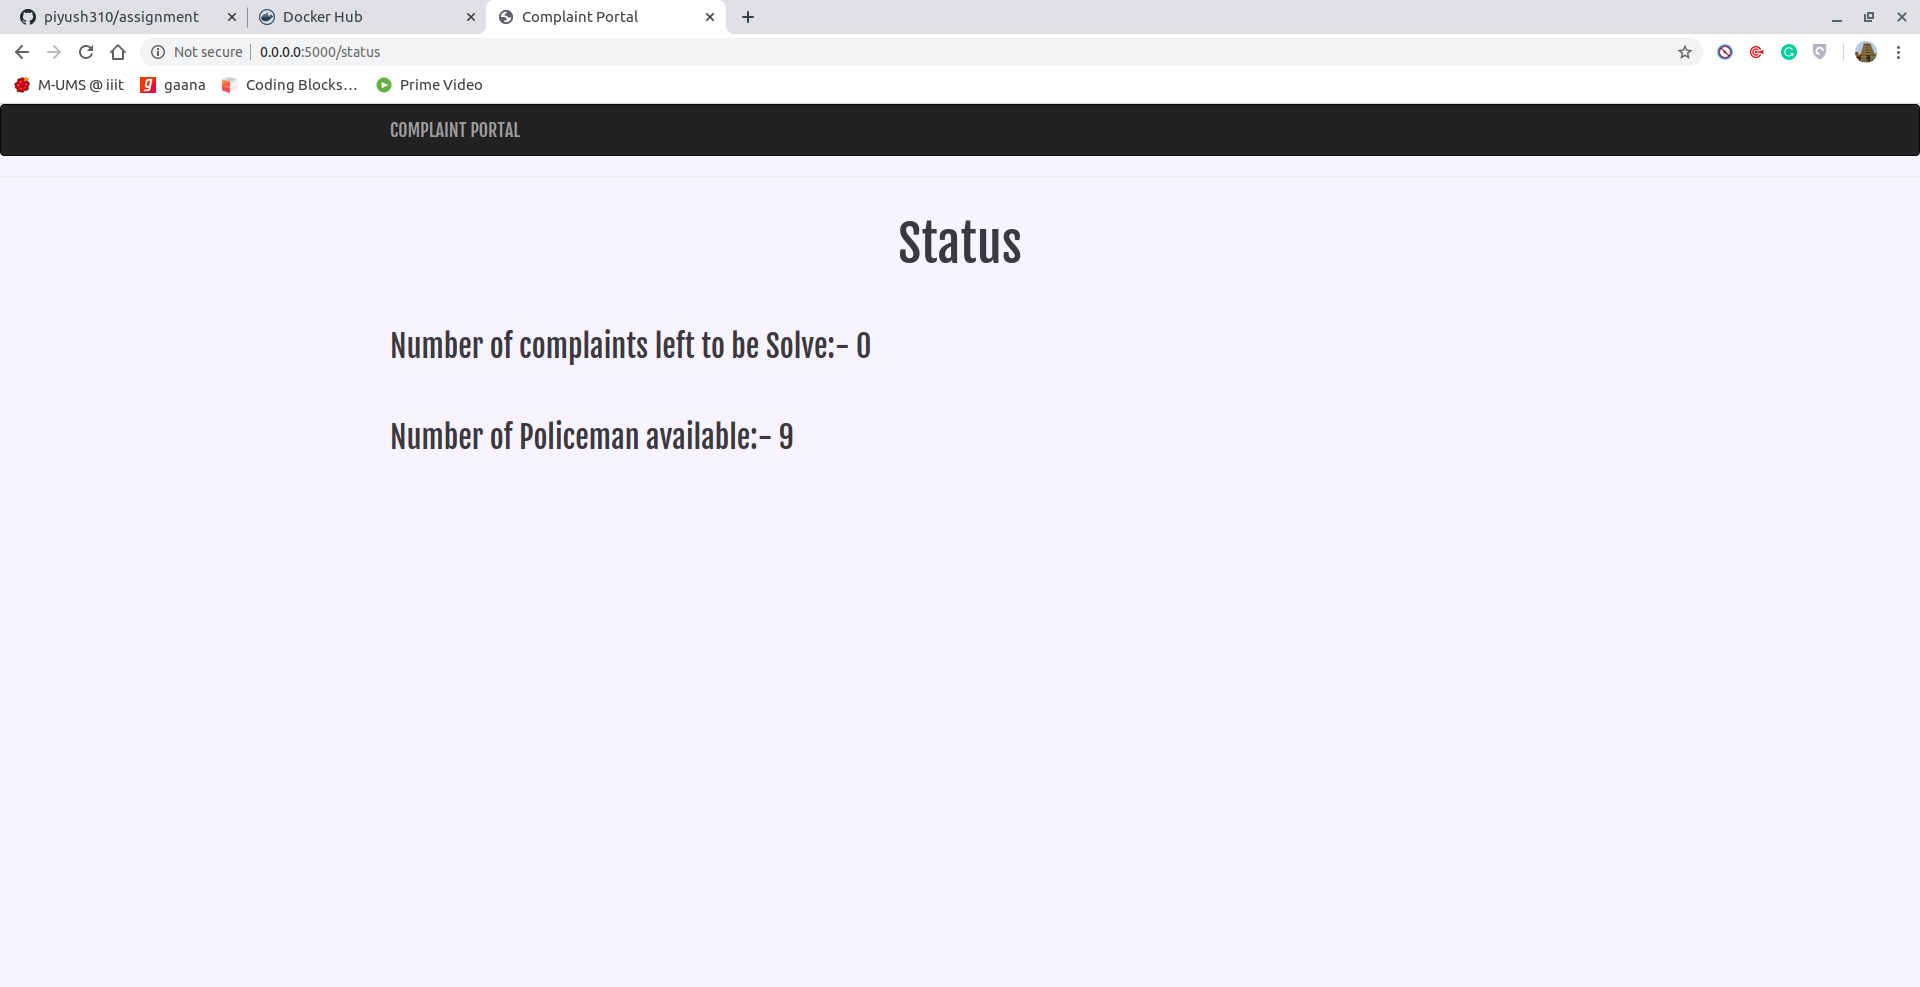 piyush310/assignment
Docker Hub
Complaint Portal
Not secure
0.0.0.0:5000/status
M-UMS @ iiit
gaana
Coding Blocks…
Prime Video
COMPLAINT PORTAL
Status
Number of complaints left to be Solve:- 0
Number of Policeman available:- 9